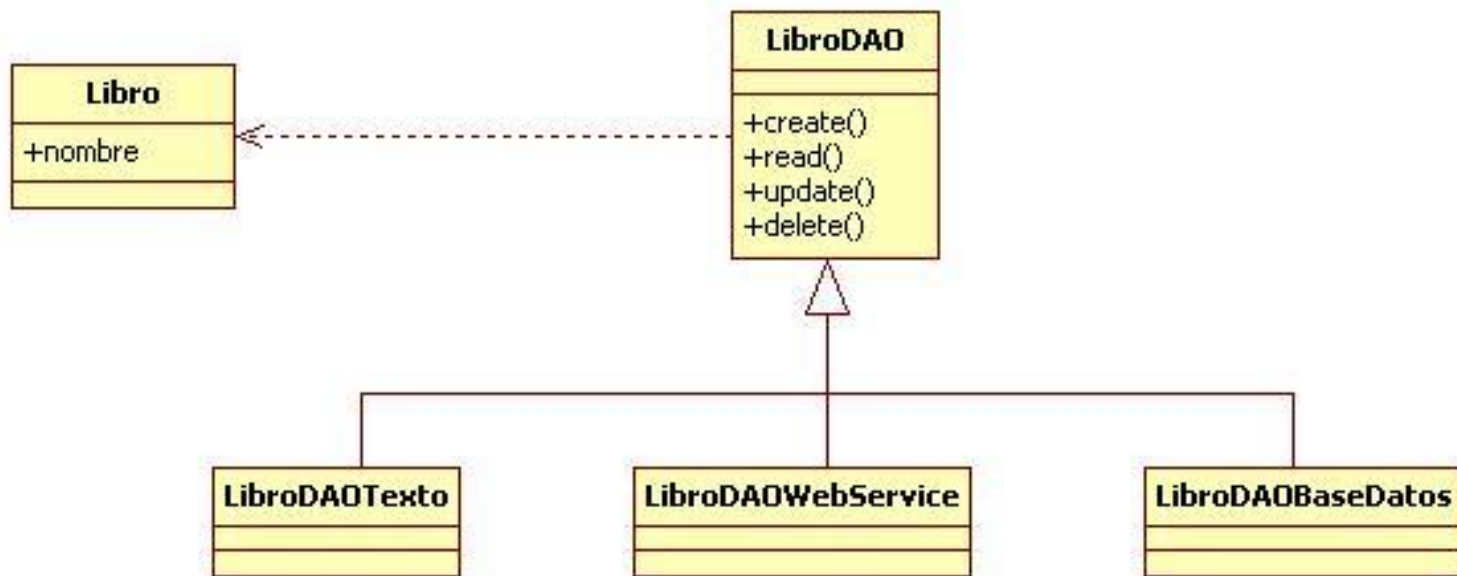 Libro
+nombre
LibroDAO
+create()
+read()
+update()
+delete()
LibroDAOTexto
LibroDAOWebService
LibroDAOBaseDatos